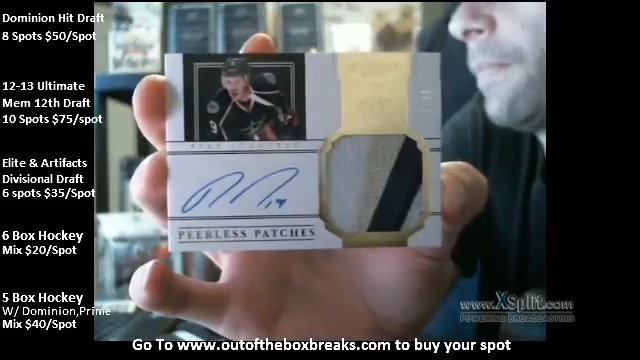 Dominion Hit Draft
8 Spots $50/Spot
12-13 Ultimate
Mem 12th Draft
10 Spots $75/spot
Elite & Artifacts
Divisional Draft
6 spots $35/Spot
6 Box Hockey
Mix $20/Spot
5 Box Hockey
W/ Dominion,Prime
Mix $40/Spot
9
PEERLESS PATCHES
www.XSplit.com
POWERING BROADCASTING
Go To www.outoftheboxbreaks.com to buy your spot